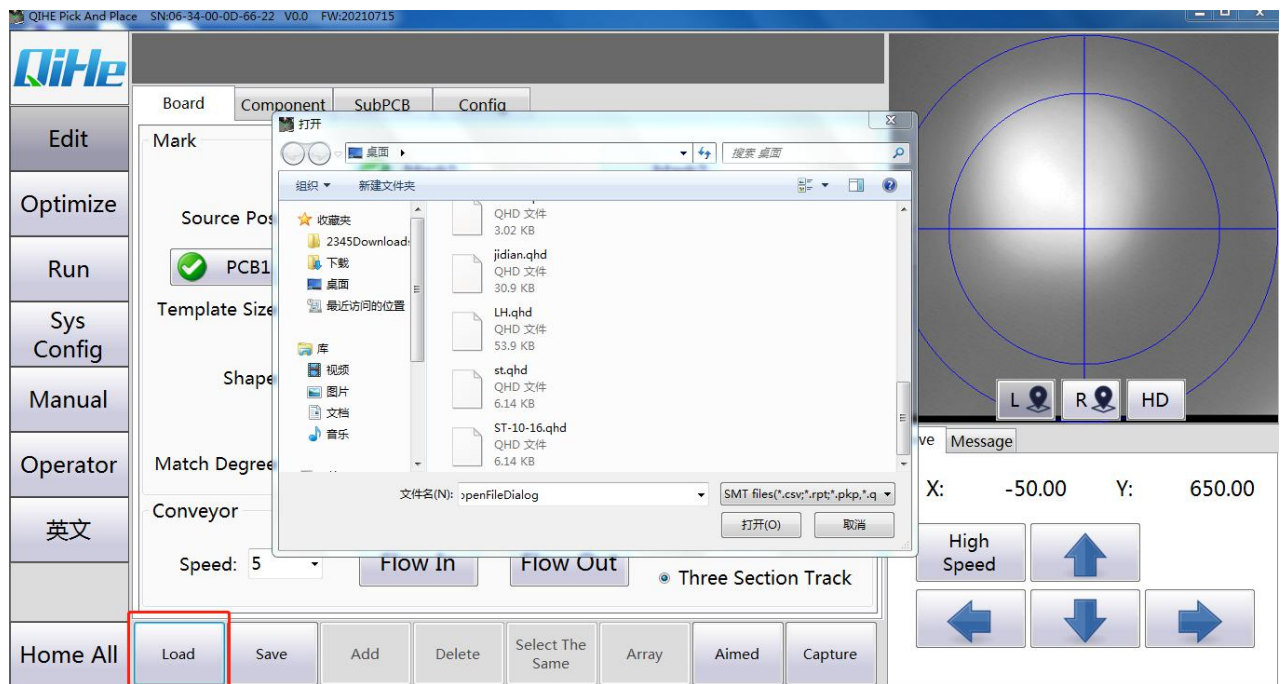 QIHE Pick And Place SN:06-34-00-0D-66-22 V0.0 FW:20210715
QiHe
Board Component SubPCB Config
Edit
Optimize
Run
Sys
Config
Manual
Operator
英文
Home All
Mark
Source Pos
PCB1
Template Size
Shape
Match Degree
Conveyor
Speed: 5
Flow In Flow Out
Three Section Track
打开
桌面
搜索 桌面
组织 新建文件夹
收藏夹
2345Download
下载
桌面
最近访问的位置
库
视频
图片
文档
音乐
QHD 文件
3.02 KB
jidian.qhd
QHD 文件
30.9 KB
LH.qhd
QHD 文件
53.9 KB
st.qhd
QHD 文件
6.14 KB
ST-10-16.qhd
QHD 文件
6.14 KB
文件名(N): openFileDialog
SMT files(*.csv;*.rpt;*.pkp,*.q
打开(O) 取消
L R HD
ve Message
X: -50.00 Y: 650.00
High
Speed
Load Save Add Delete Select The
Same
Array Aimed Capture